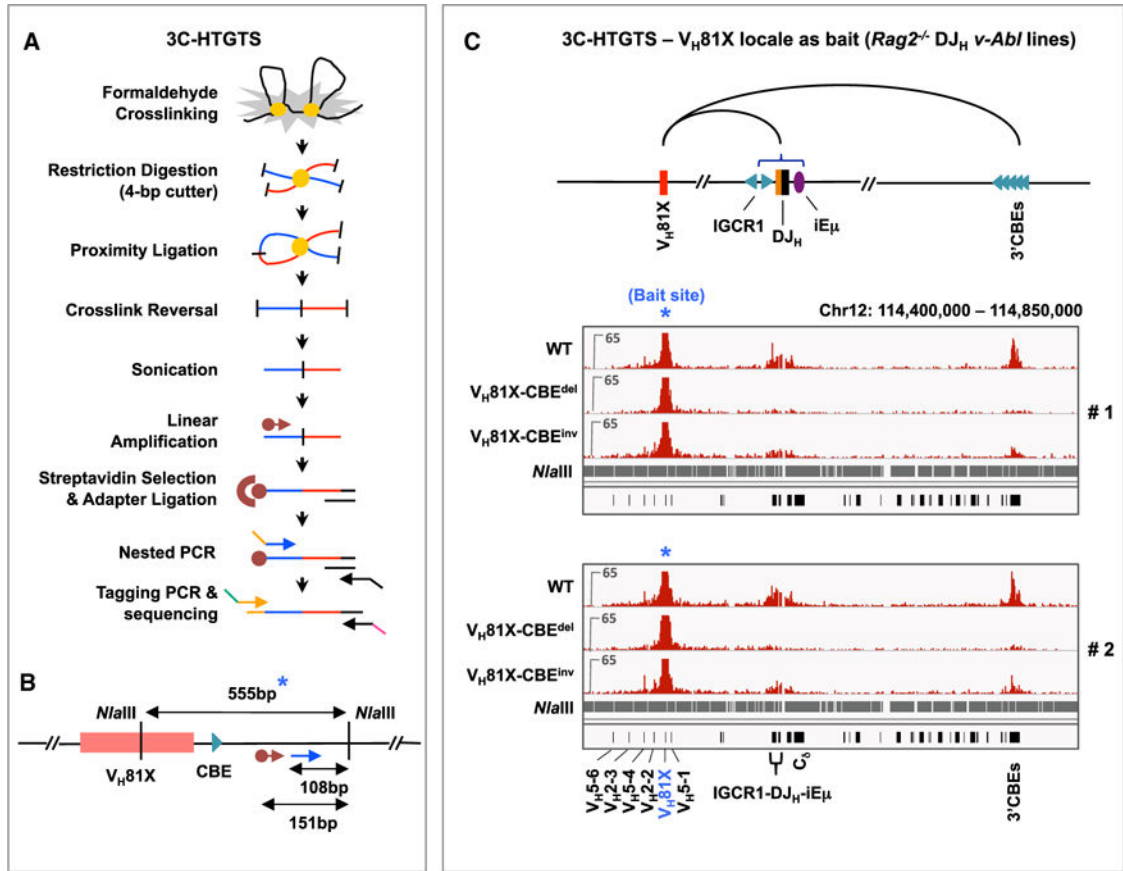 A
3C-HTGTS
Formaldehyde
Crosslinking
Restriction Digestion
(4-bp cutter)
Proximity Ligation
Crosslink Reversal
Sonication
Linear
Amplification
Streptavidin Selection
& Adapter Ligation
Nested PCR
Tagging PCR &
sequencing
B
*
555bp
NlaIII
NlaIII
VH81X
CBE
108bp
151bp
C
3C-HTGTS – VH81X locale as bait (Rag2-/- DJH v-Abl lines)
VH81X
IGCR1
DJH
iEμ
3'CBEs
(Bait site)
*
Chr12: 114,400,000 – 114,850,000
WT
65
VH81X-CBEdel
65
VH81X-CBEinv
65
NlaIII
# 1
*
WT
65
VH81X-CBEdel
65
VH81X-CBEinv
65
NlaIII
# 2
VH5-6
VH2-3
VH5-4
VH2-2
VH81X
VH5-1
IGCR1-DJH-iEμ
Cδ
3'CBEs